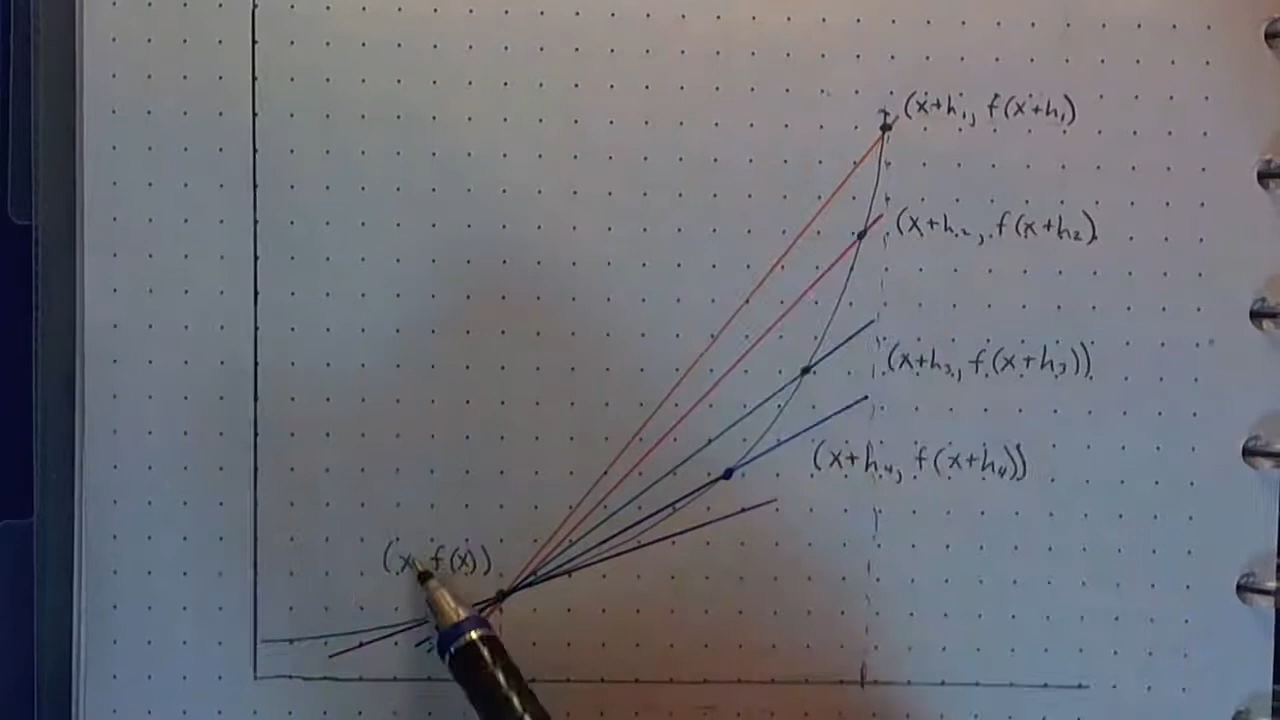 (x+h₁, f(x+h₁)
(x+h₂, f(x+h₂)
(x+h₃, f(x+h₃))
(x+h₄, f(x+h₄))
(x, f(x))